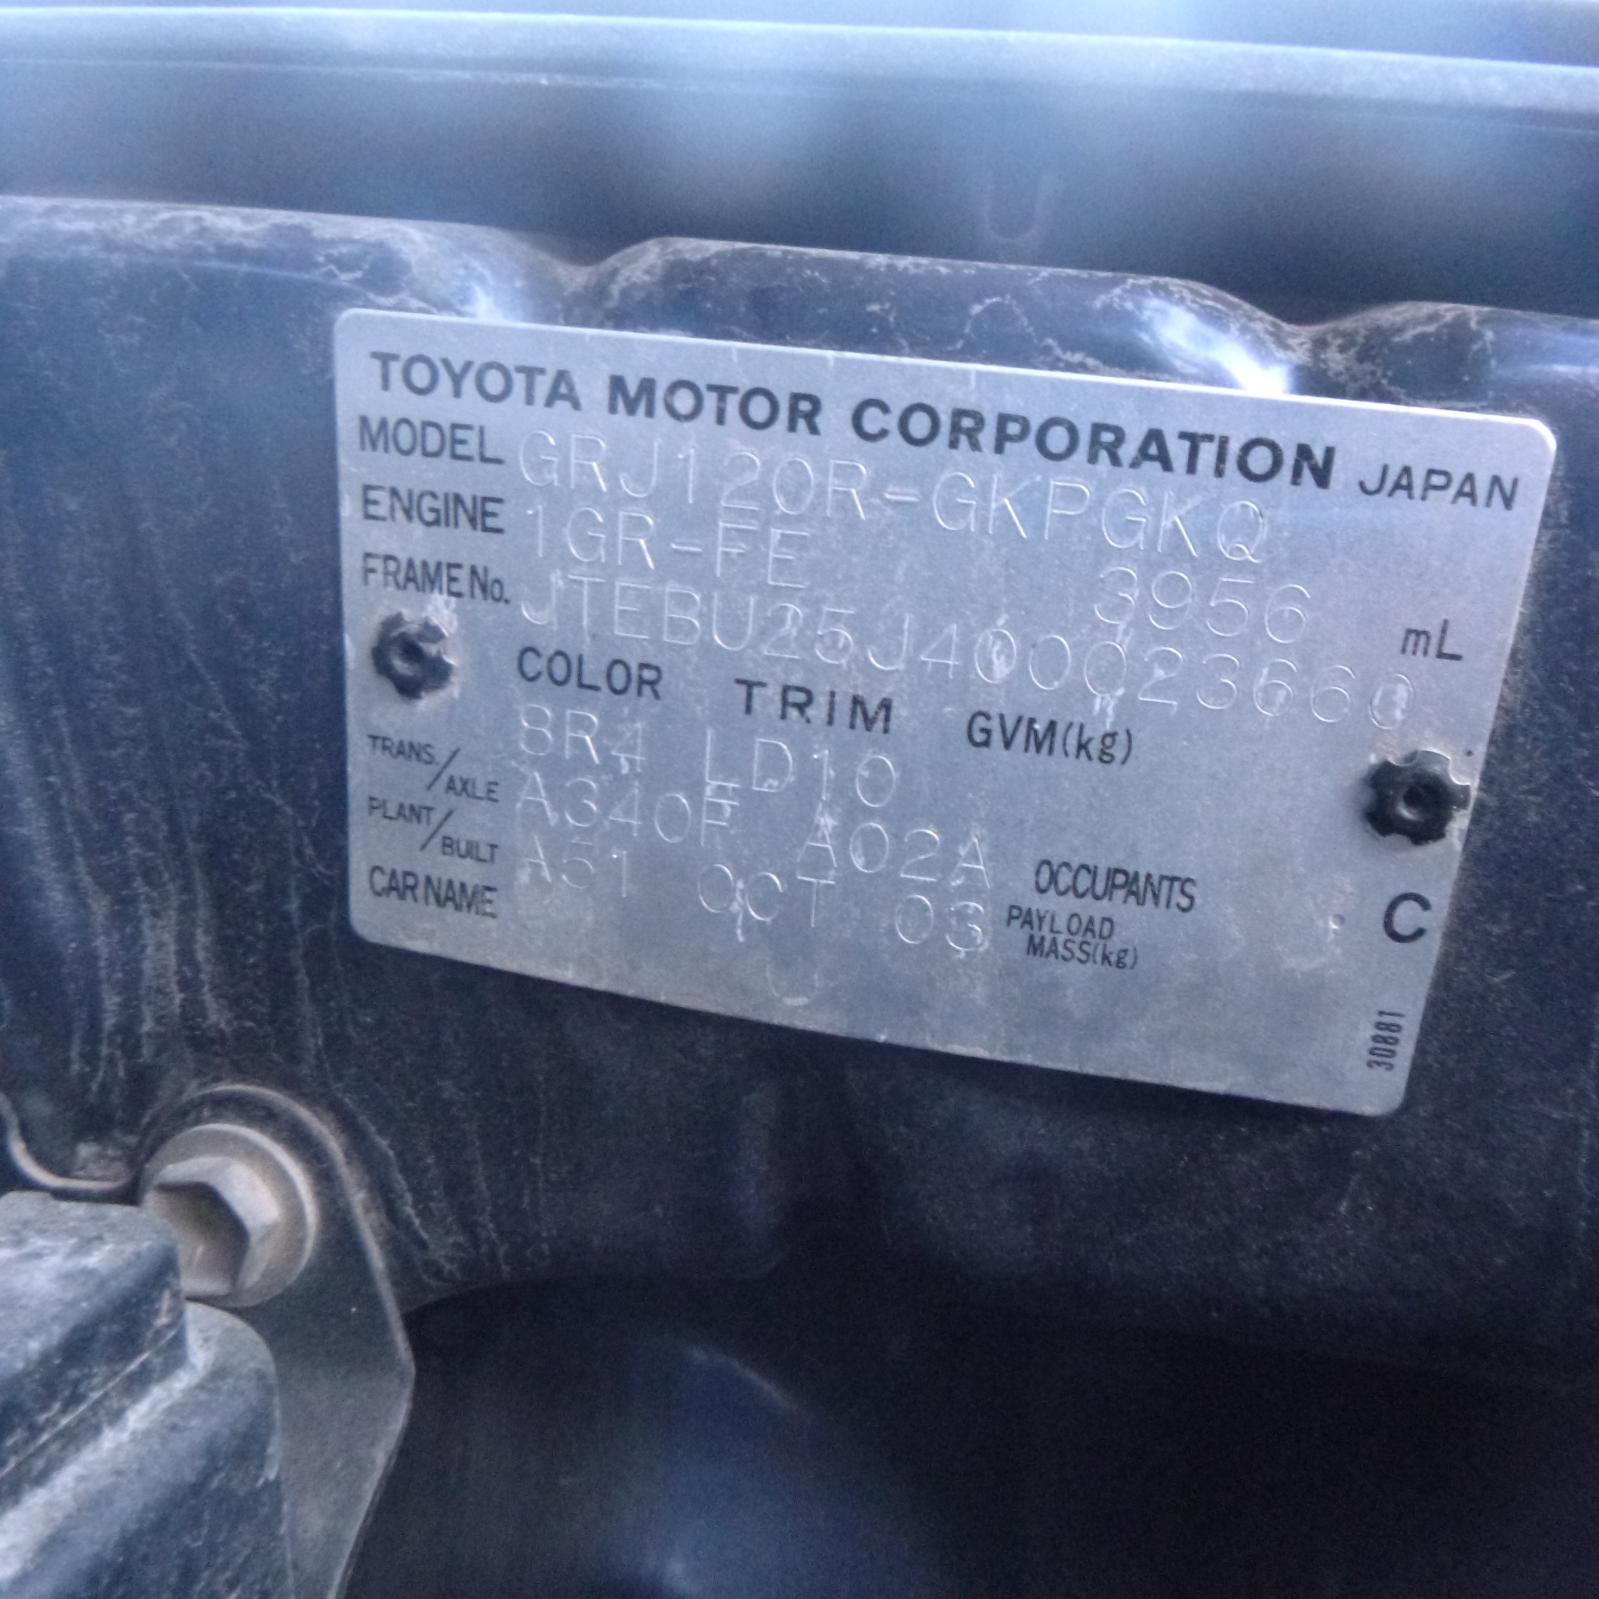 TOYOTA MOTOR CORPORATION JAPAN
MODEL GRJ120R-GKPGKQ
ENGINE 1GR-FE 3956 mL
FRAME No. JTEBU25J400023660
COLOR TRIM GVM(kg)
8R4 LD10
TRANS./AXLE A340F A02A
PLANT/BUILT A51 OCT 03 OCCUPANTS C
CAR NAME PAYLOAD MASS(kg)
30881